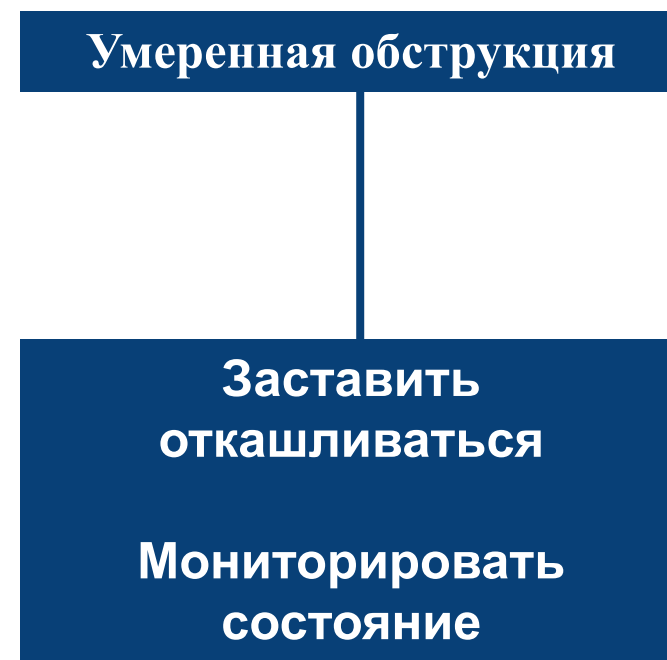 Умеренная обструкция
Заставить
откашливаться
Мониторировать
состояние